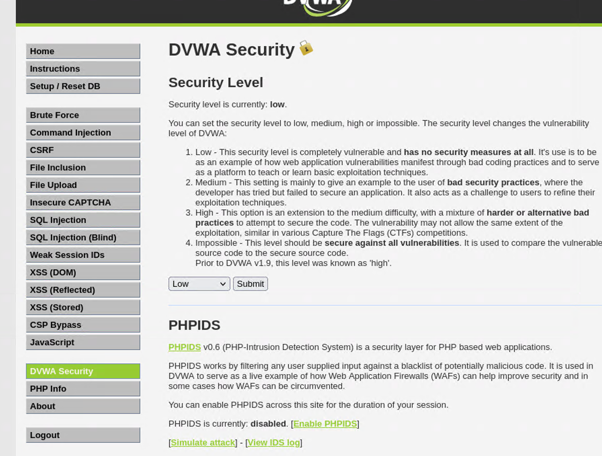 DVWA
Home
Instructions
Setup / Reset DB
Brute Force
Command Injection
CSRF
File Inclusion
File Upload
Insecure CAPTCHA
SQL Injection
SQL Injection (Blind)
Weak Session IDs
XSS (DOM)
XSS (Reflected)
XSS (Stored)
CSP Bypass
JavaScript
DVWA Security
PHP Info
About
Logout
DVWA Security
Security Level
Security level is currently: low.
You can set the security level to low, medium, high or impossible. The security level changes the vulnerability
level of DVWA:
1. Low - This security level is completely vulnerable and has no security measures at all. It's use is to be
as an example of how web application vulnerabilities manifest through bad coding practices and to serve
as a platform to teach or learn basic exploitation techniques.
2. Medium - This setting is mainly to give an example to the user of bad security practices, where the
developer has tried but failed to secure an application. It also acts as a challenge to users to refine their
exploitation techniques.
3. High - This option is an extension to the medium difficulty, with a mixture of harder or alternative bad
practices to attempt to secure the code. The vulnerability may not allow the same extent of the
exploitation, similar in various Capture The Flags (CTFs) competitions.
4. Impossible - This level should be secure against all vulnerabilities. It is used to compare the vulnerable
source code to the secure source code.
Prior to DVWA v1.9, this level was known as 'high'.
Low Submit
PHPIDS
PHPIDS v0.6 (PHP-Intrusion Detection System) is a security layer for PHP based web applications.
PHPIDS works by filtering any user supplied input against a blacklist of potentially malicious code. It is used in
DVWA to serve as a live example of how Web Application Firewalls (WAFs) can help improve security and in
some cases how WAFs can be circumvented.
You can enable PHPIDS across this site for the duration of your session.
PHPIDS is currently: disabled. [Enable PHPIDS]
[Simulate attack] - [View IDS log]